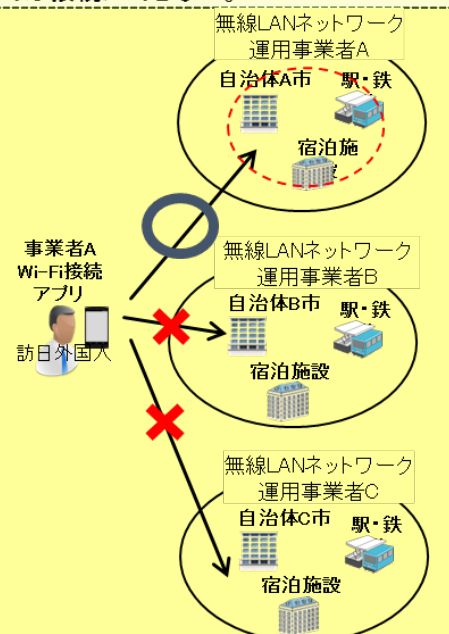 無線LANネットワーク
運用事業者A
自治体A市
駅・鉄
宿泊施
設
事業者A
Wi-Fi接続
アプリ
訪日外国人
無線LANネットワーク
運用事業者B
自治体B市
駅・鉄
宿泊施設
無線LANネットワーク
運用事業者C
自治体C市
駅・鉄
宿泊施設